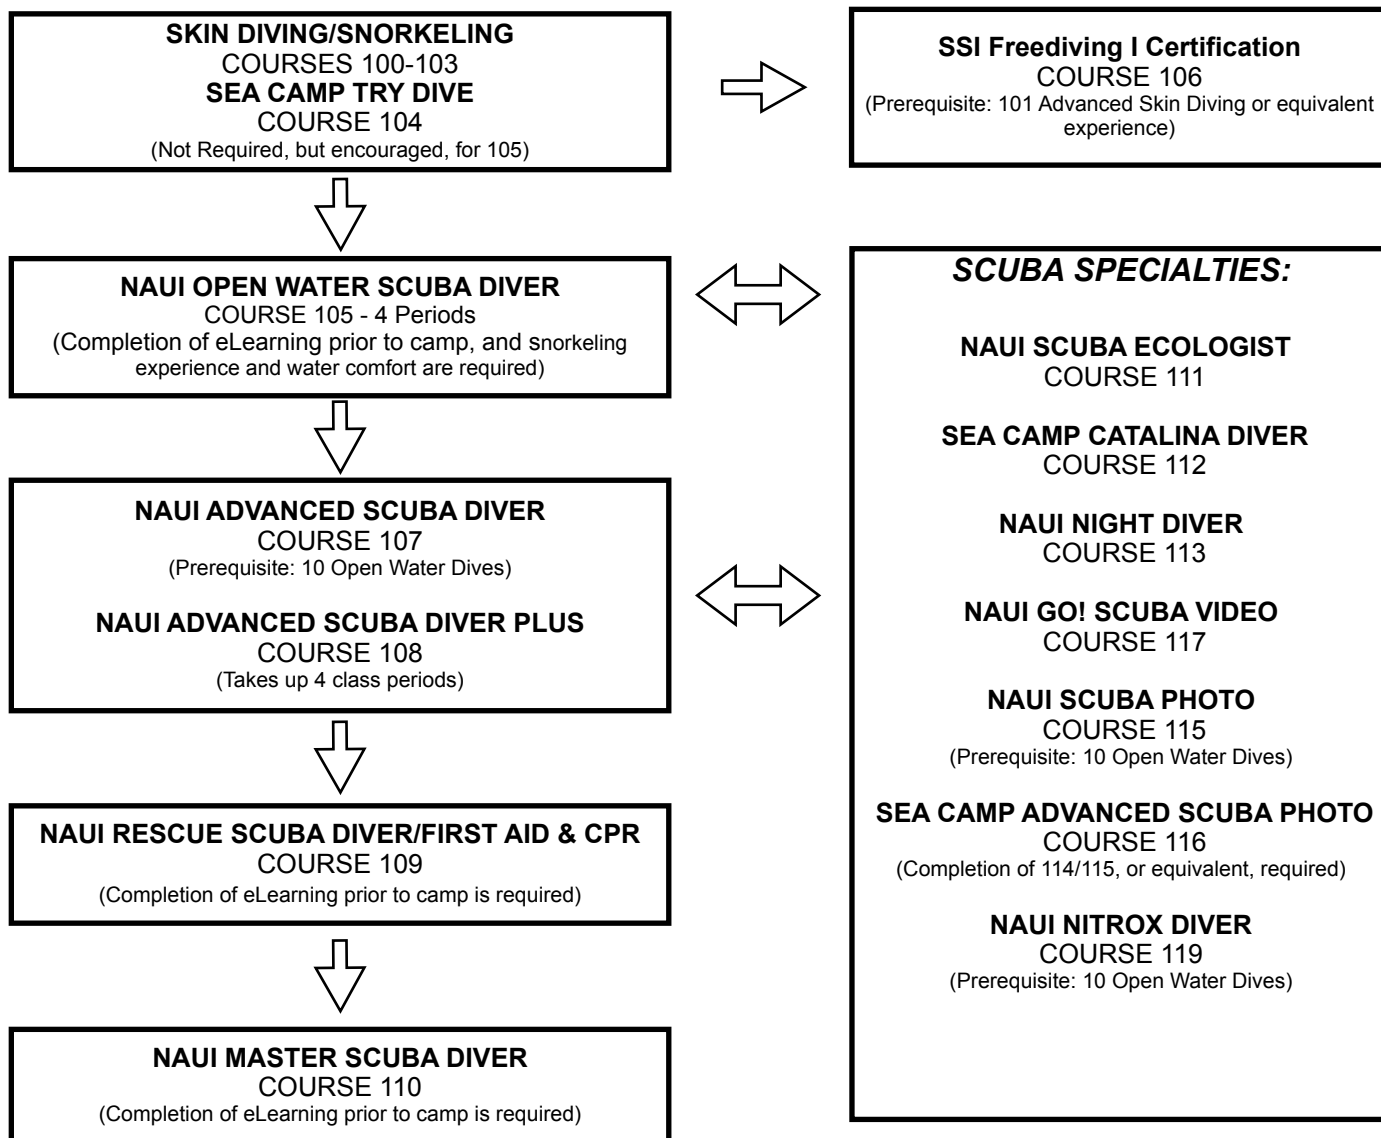 SKIN DIVING/SNORKELING
COURSES 100-103
SEA CAMP TRY DIVE
COURSE 104
(Not Required, but encouraged, for 105)
SSI Freediving I Certification
COURSE 106
(Prerequisite: 101 Advanced Skin Diving or equivalent
experience)
NAUI OPEN WATER SCUBA DIVER
COURSE 105 - 4 Periods
(Completion of eLearning prior to camp, and snorkeling
experience and water comfort are required)
NAUI ADVANCED SCUBA DIVER
COURSE 107
(Prerequisite: 10 Open Water Dives)
NAUI ADVANCED SCUBA DIVER PLUS
COURSE 108
(Takes up 4 class periods)
NAUI RESCUE SCUBA DIVER/FIRST AID & CPR
COURSE 109
(Completion of eLearning prior to camp is required)
NAUI MASTER SCUBA DIVER
COURSE 110
(Completion of eLearning prior to camp is required)
SCUBA SPECIALTIES:
NAUI SCUBA ECOLOGIST
COURSE 111
SEA CAMP CATALINA DIVER
COURSE 112
NAUI NIGHT DIVER
COURSE 113
NAUI GO! SCUBA VIDEO
COURSE 117
NAUI SCUBA PHOTO
COURSE 115
(Prerequisite: 10 Open Water Dives)
SEA CAMP ADVANCED SCUBA PHOTO
COURSE 116
(Completion of 114/115, or equivalent, required)
NAUI NITROX DIVER
COURSE 119
(Prerequisite: 10 Open Water Dives)